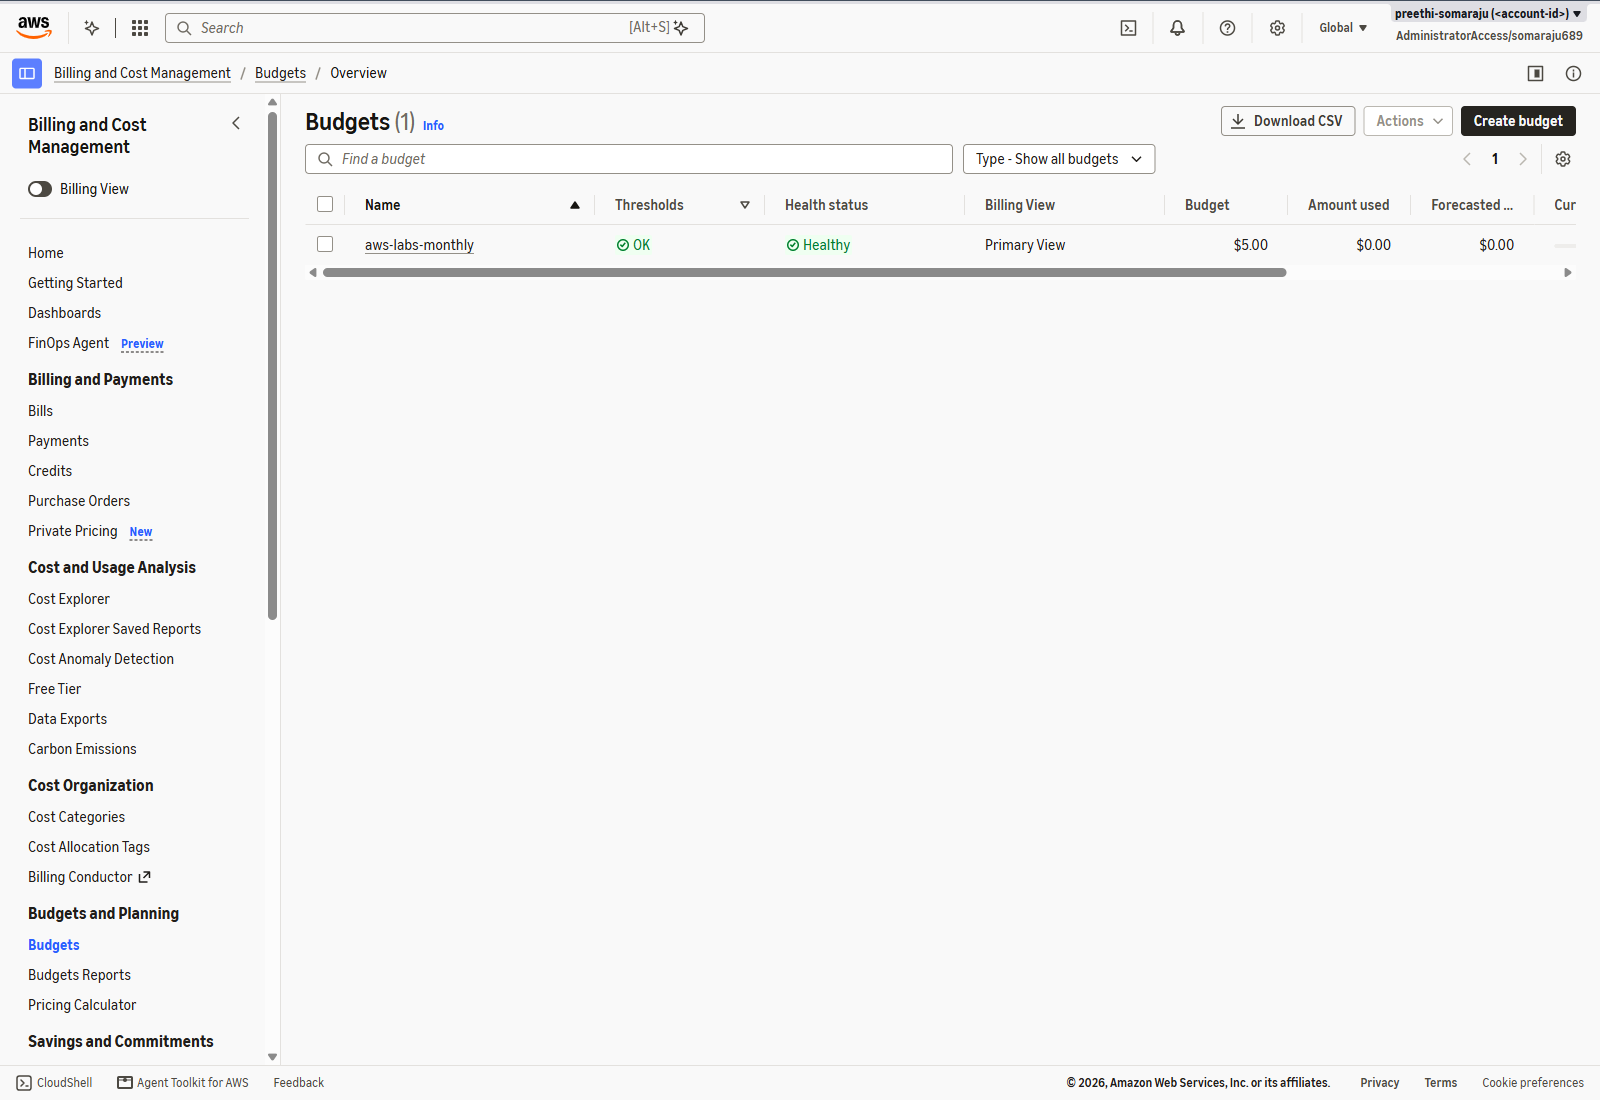 aws
Search
[Alt+S]
Global
preethi-somaraju (<account-id>)
AdministratorAccess/somaraju689
Billing and Cost Management / Budgets / Overview
Billing and Cost
Management
Billing View
Home
Getting Started
Dashboards
FinOps Agent Preview
Billing and Payments
Bills
Payments
Credits
Purchase Orders
Private Pricing New
Cost and Usage Analysis
Cost Explorer
Cost Explorer Saved Reports
Cost Anomaly Detection
Free Tier
Data Exports
Carbon Emissions
Cost Organization
Cost Categories
Cost Allocation Tags
Billing Conductor
Budgets and Planning
Budgets
Budgets Reports
Pricing Calculator
Savings and Commitments
Budgets (1) Info
Download CSV
Actions
Create budget
Find a budget
Type - Show all budgets
1
Name Thresholds Health status Billing View Budget Amount used Forecasted ... Cur
aws-labs-monthly OK Healthy Primary View $5.00 $0.00 $0.00
CloudShell Agent Toolkit for AWS Feedback
© 2026, Amazon Web Services, Inc. or its affiliates. Privacy Terms Cookie preferences